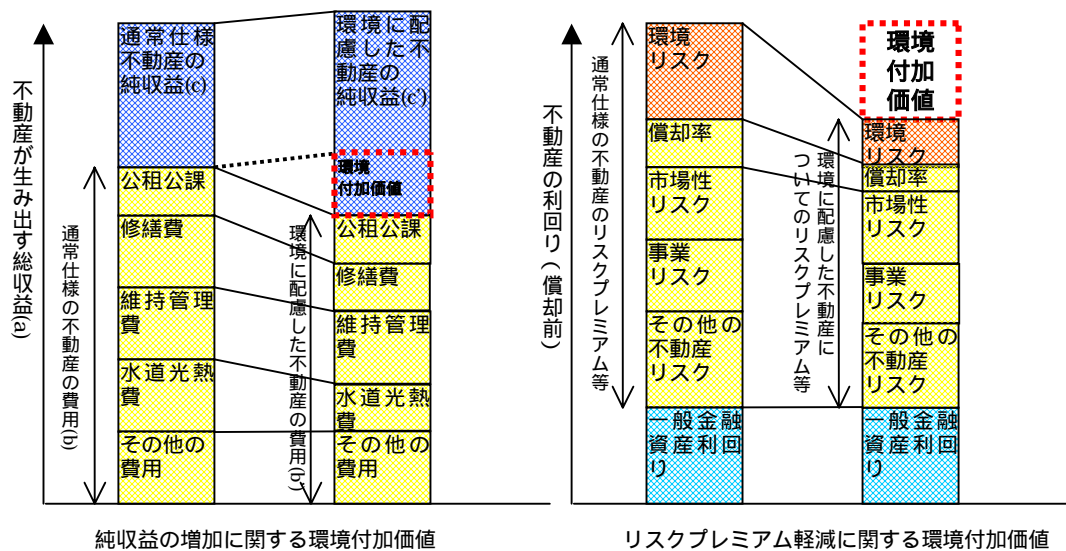 不動産が生み出す総収益(a)
通常仕様の不動産の費用(b)
通常仕様
不動産の
純収益(c)
公租公課
修繕費
維持管理
費
水道光熱
費
その他の
費用
環境に配慮した不動産の費用(b')
環境に配
慮した不
動産の
純収益(c')
環境
付加価値
公租公課
修繕費
維持管理
費
水道光熱
費
その他の
費用
純収益の増加に関する環境付加価値
不動産の利回り(償却前)
通常仕様の不動産のリスクプレミアム等
環境
リスク
償却率
市場性
リスク
事業
リスク
その他の
不動産
リスク
一般金融
資産利回
り
環境に配慮した不動産に
ついてのリスクプレミアム等
環境
付加
価値
環境
リスク
償却率
市場性
リスク
事業
リスク
その他の
不動産
リスク
一般金融
資産利回
り
リスクプレミアム軽減に関する環境付加価値